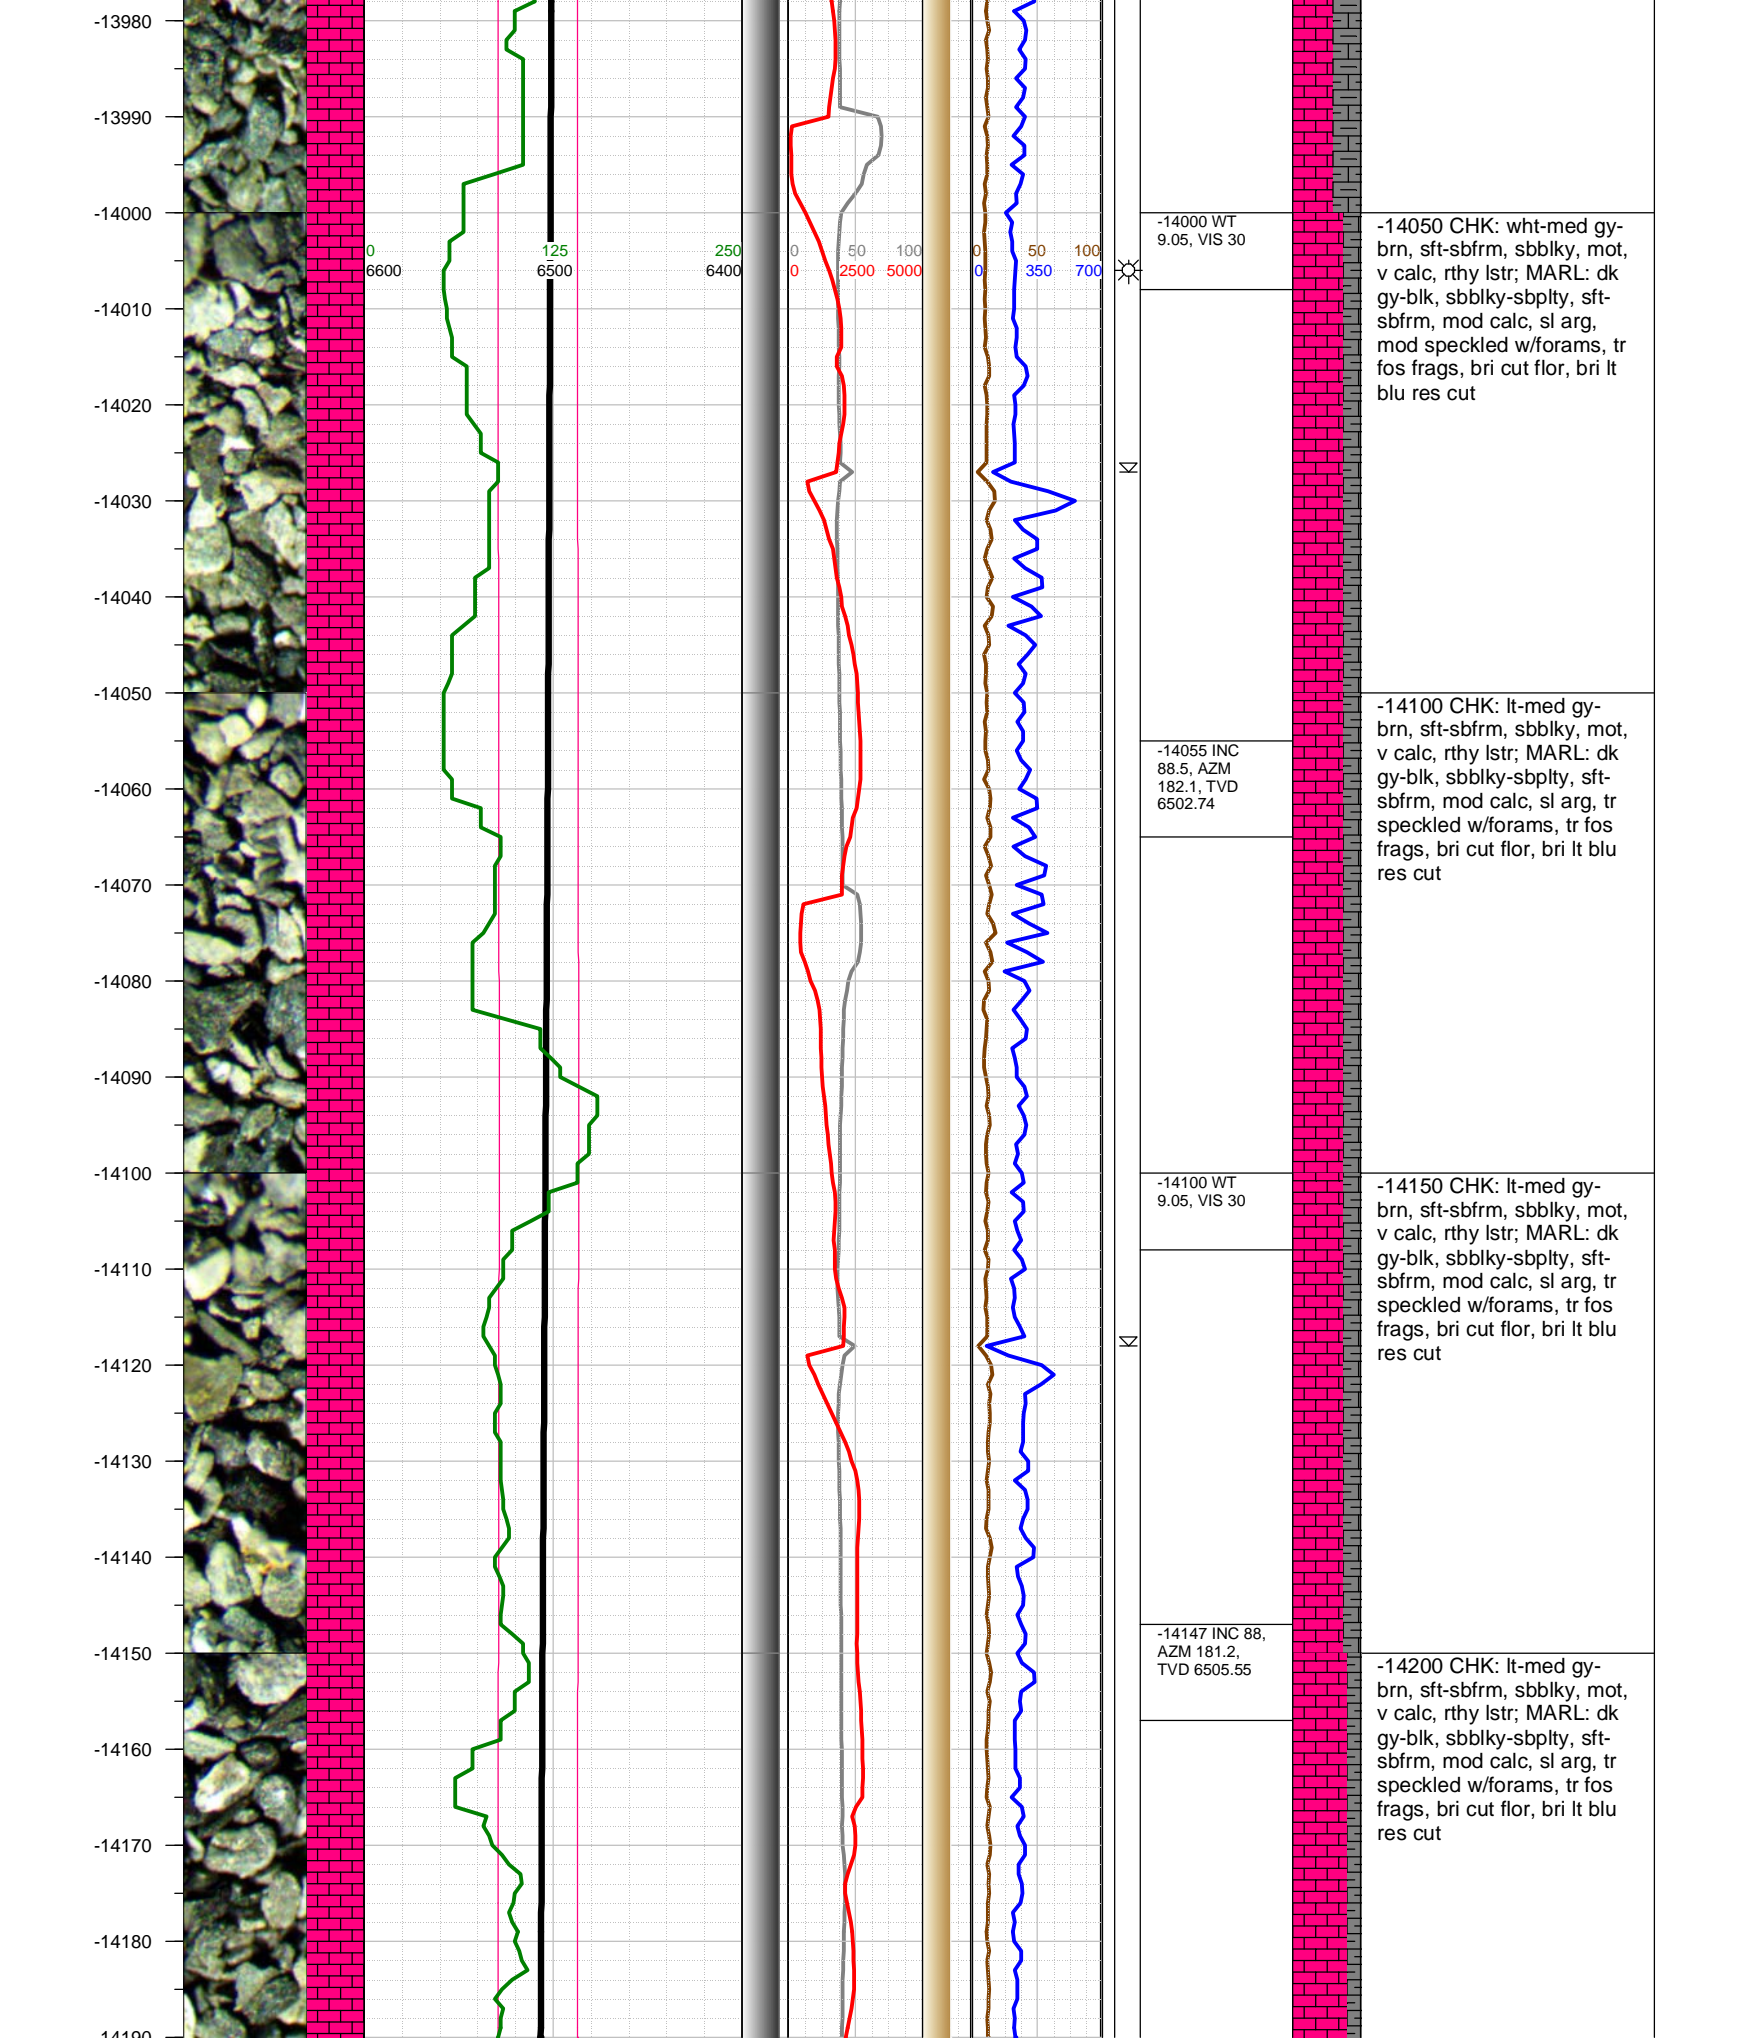 -13980
-13990
-14000
-14010
-14020
-14030
-14040
-14050
-14060
-14070
-14080
-14090
-14100
-14110
-14120
-14130
-14140
-14150
-14160
-14170
-14180
-14190
0 125 250
6600 6500 6400
0 50 100
0 2500 5000
0 50 100
0 350 700
-14000 WT
9.05, VIS 30
-14055 INC
88.5, AZM
182.1, TVD
6502.74
-14100 WT
9.05, VIS 30
-14147 INC 88,
AZM 181.2,
TVD 6505.55
-14050 CHK: wht-med gy-
brn, sft-sbfrm, sbblky, mot,
v calc, rthy lstr; MARL: dk
gy-blk, sbblky-sbplty, sft-
sbfrm, mod calc, sl arg,
mod speckled w/forams, tr
fos frags, bri cut flor, bri lt
blu res cut
-14100 CHK: lt-med gy-
brn, sft-sbfrm, sbblky, mot,
v calc, rthy lstr; MARL: dk
gy-blk, sbblky-sbplty, sft-
sbfrm, mod calc, sl arg, tr
speckled w/forams, tr fos
frags, bri cut flor, bri lt blu
res cut
-14150 CHK: lt-med gy-
brn, sft-sbfrm, sbblky, mot,
v calc, rthy lstr; MARL: dk
gy-blk, sbblky-sbplty, sft-
sbfrm, mod calc, sl arg, tr
speckled w/forams, tr fos
frags, bri cut flor, bri lt blu
res cut
-14200 CHK: lt-med gy-
brn, sft-sbfrm, sbblky, mot,
v calc, rthy lstr; MARL: dk
gy-blk, sbblky-sbplty, sft-
sbfrm, mod calc, sl arg, tr
speckled w/forams, tr fos
frags, bri cut flor, bri lt blu
res cut